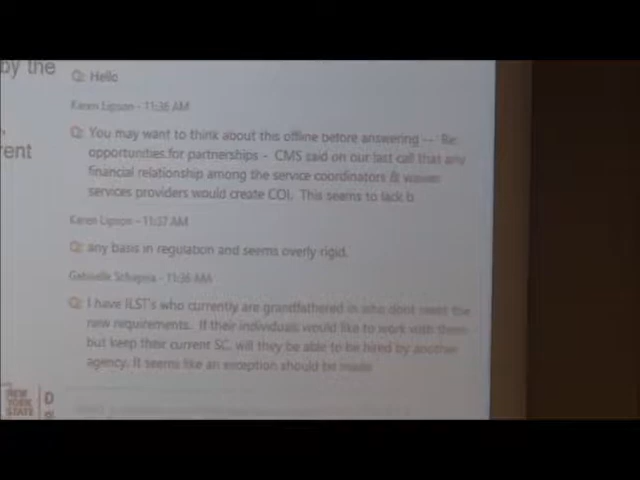 by the
rent
Q: Hello
Karen Lipson - 11:36 AM
Q: You may want to think about this offline before answering --- "Re:
opportunities for partnerships - CMS said on our last call that any
financial relationship among the service coordinators & waiver
services providers would create COI. This seems to lack b
Karen Lipson - 11:37 AM
Q: any basis in regulation and seems overly rigid.
- 11:36 AM
Q: I have ILST's who currently are grandfathered in who dont meet the
new requirements. If their individuals would like to work with them
but keep their current SC, will they be able to be hired by another
agency. It seems like an exception should be made
NEW
YORK
STATE
D